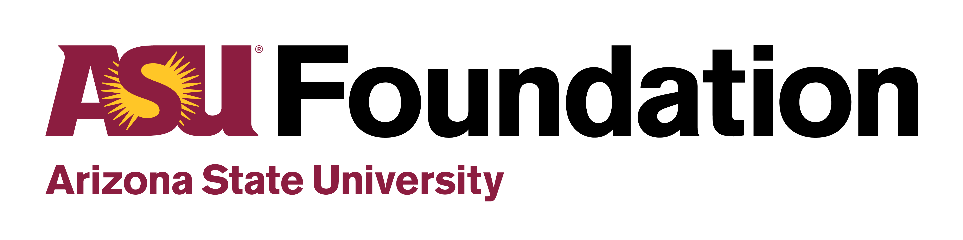 ASU® Foundation
Arizona State University